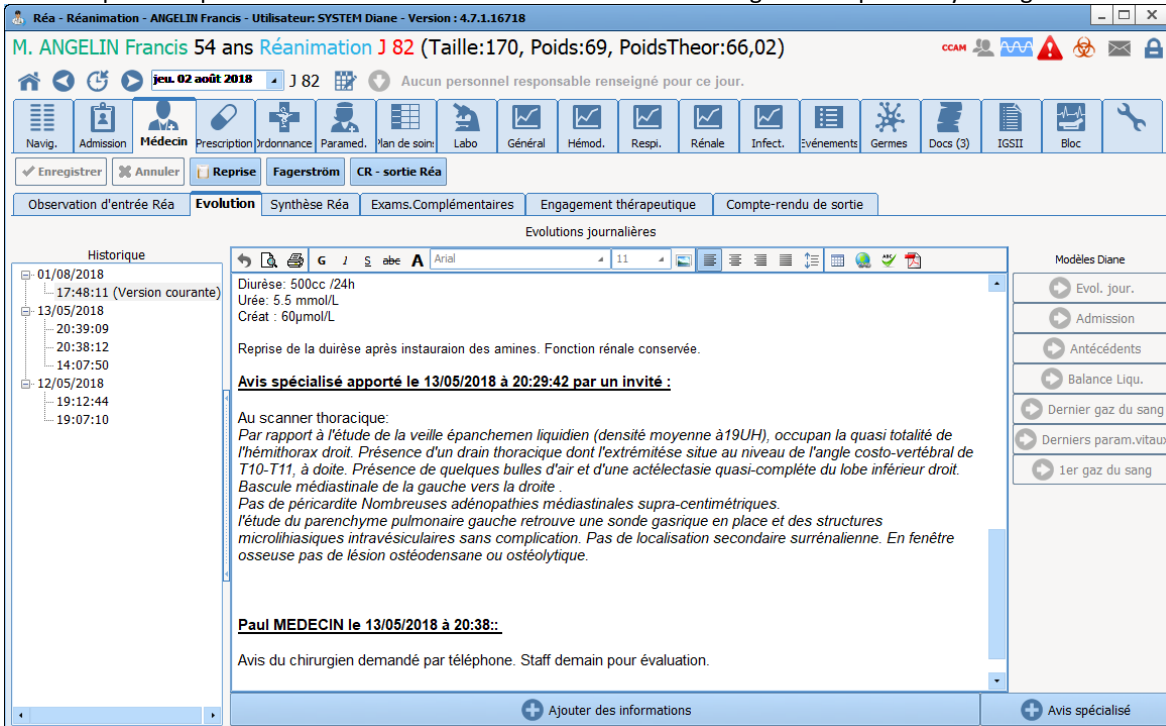 Réa - Réanimation - ANGELIN Francis - Utilisateur: SYSTEM Diane - Version : 4.7.1.16718
M. ANGELIN Francis 54 ans Réanimation J 82 (Taille:170, Poids:69, PoidsTheor:66,02)
CCAM
jeu. 02 août 2018
J 82
Aucun personnel responsable renseigné pour ce jour.
Navig.
Admission
Médecin
Prescription
Ordonnance
Paramed.
Plan de soins
Labo
Général
Hémod.
Respi.
Rénale
Infect.
Evénements
Germes
Docs (3)
IGSII
Bloc
Enregistrer
Annuler
Reprise
Fagerström
CR - sortie Réa
Observation d'entrée Réa
Evolution
Synthèse Réa
Exams.Complémentaires
Engagement thérapeutique
Compte-rendu de sortie
Evolutions journalières
Historique
01/08/2018
17:48:11 (Version courante)
13/05/2018
20:39:09
20:38:12
14:07:50
12/05/2018
19:12:44
19:07:10
G I S abc A Arial 11
Diurèse: 500cc /24h
Urée: 5.5 mmol/L
Créat : 60µmol/L
Reprise de la duirèse après instauraion des amines. Fonction rénale conservée.
Avis spécialisé apporté le 13/05/2018 à 20:29:42 par un invité :
Au scanner thoracique:
Par rapport à l'étude de la veille épanchemen liquidien (densité moyenne à19UH), occupan la quasi totalité de
l'hémithorax droit. Présence d'un drain thoracique dont l'extrémitése situe au niveau de l'angle costo-vertébral de
T10-T11, à doite. Présence de quelques bulles d'air et d'une actélectasie quasi-compléte du lobe inférieur droit.
Bascule médiastinale de la gauche vers la droite .
Pas de péricardite Nombreuses adénopathies médiastinales supra-centimétriques.
l'étude du parenchyme pulmonaire gauche retrouve une sonde gasrique en place et des structures
microlihiasiques intravésiculaires sans complication. Pas de localisation secondaire surrénalienne. En fenêtre
osseuse pas de lésion ostéodensane ou ostéolytique.
Paul MEDECIN le 13/05/2018 à 20:38::
Avis du chirurgien demandé par téléphone. Staff demain pour évaluation.
Modèles Diane
Evol. jour.
Admission
Antécédents
Balance Liqu.
Dernier gaz du sang
Derniers param.vitaux
1er gaz du sang
Ajouter des informations
Avis spécialisé